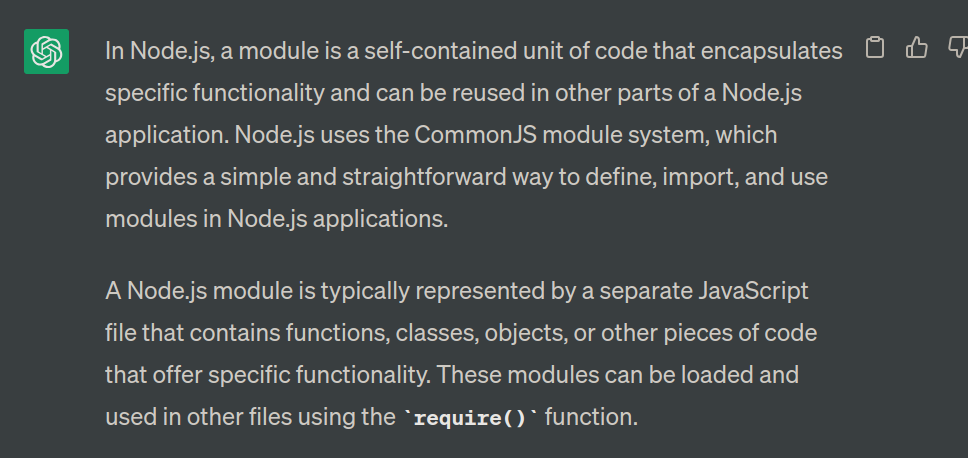 In Node.js, a module is a self-contained unit of code that encapsulates
specific functionality and can be reused in other parts of a Node.js
application. Node.js uses the CommonJS module system, which
provides a simple and straightforward way to define, import, and use
modules in Node.js applications.
A Node.js module is typically represented by a separate JavaScript
file that contains functions, classes, objects, or other pieces of code
that offer specific functionality. These modules can be loaded and
used in other files using the `require()` function.